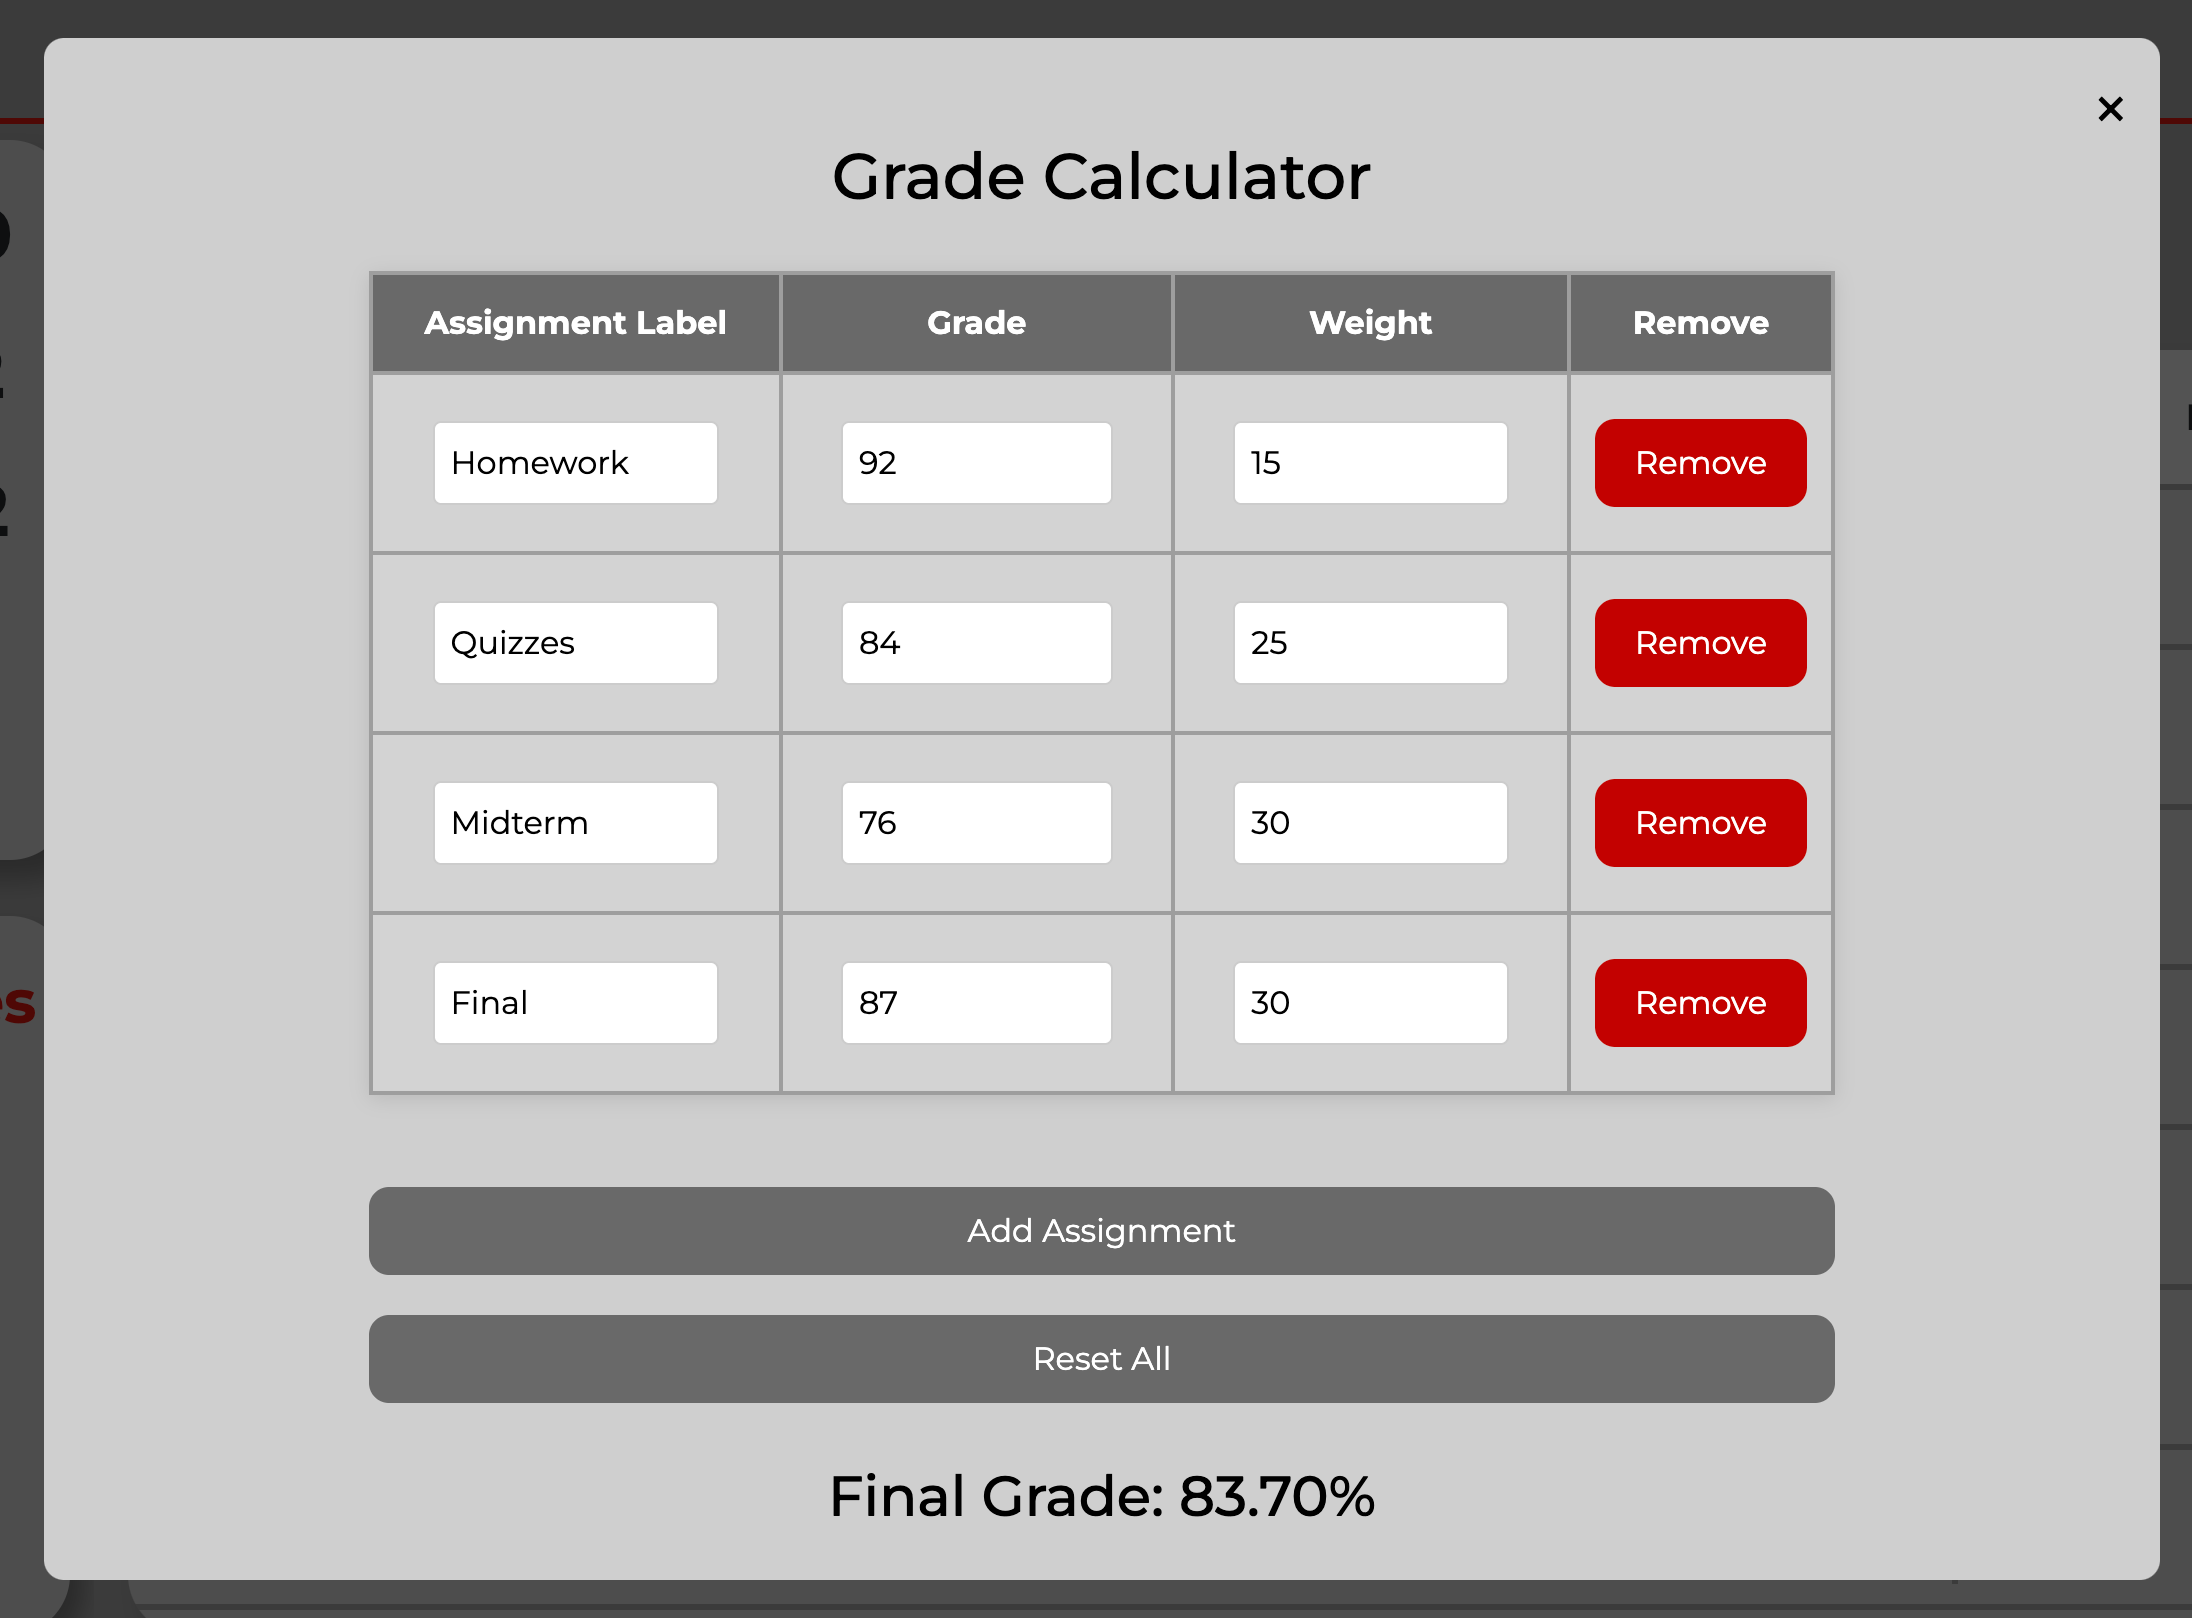 Grade Calculator
Assignment Label Grade Weight Remove
Homework 92 15 Remove
Quizzes 84 25 Remove
Midterm 76 30 Remove
Final 87 30 Remove
Add Assignment
Reset All
Final Grade: 83.70%